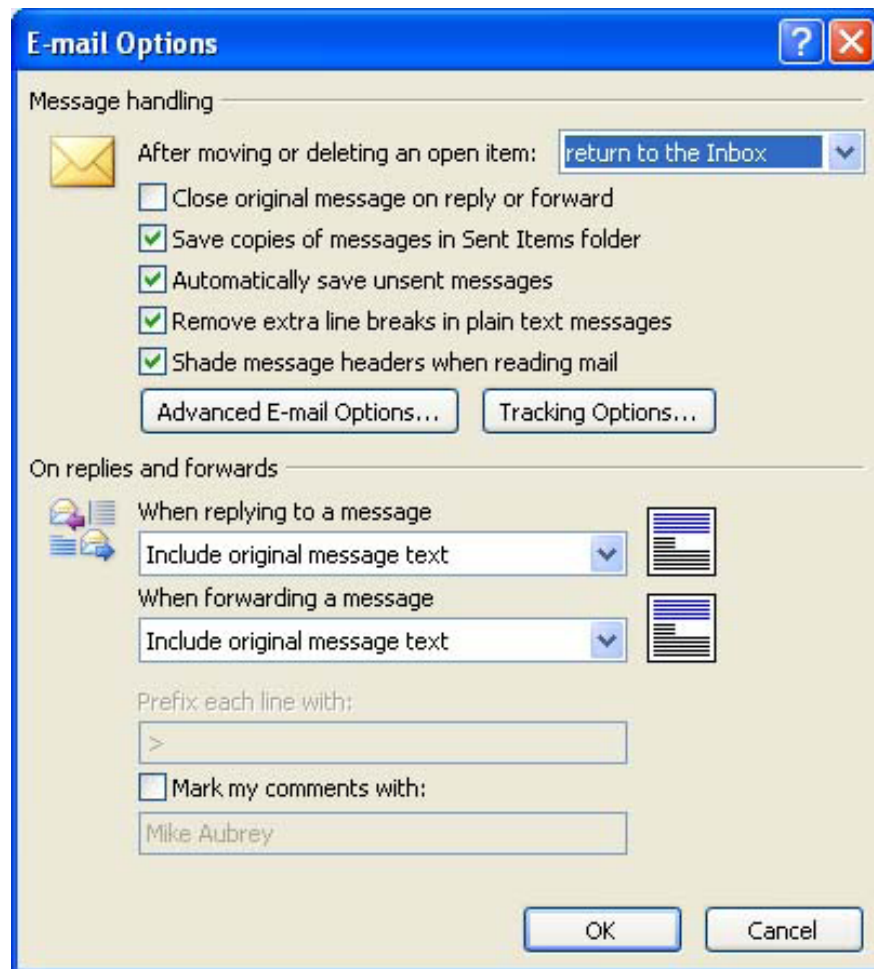 E-mail Options
Message handling
After moving or deleting an open item: return to the Inbox
Close original message on reply or forward
Save copies of messages in Sent Items folder
Automatically save unsent messages
Remove extra line breaks in plain text messages
Shade message headers when reading mail
Advanced E-mail Options... Tracking Options...
On replies and forwards
When replying to a message
Include original message text
When forwarding a message
Include original message text
Prefix each line with:
>
Mark my comments with:
Mike Aubrey
OK Cancel